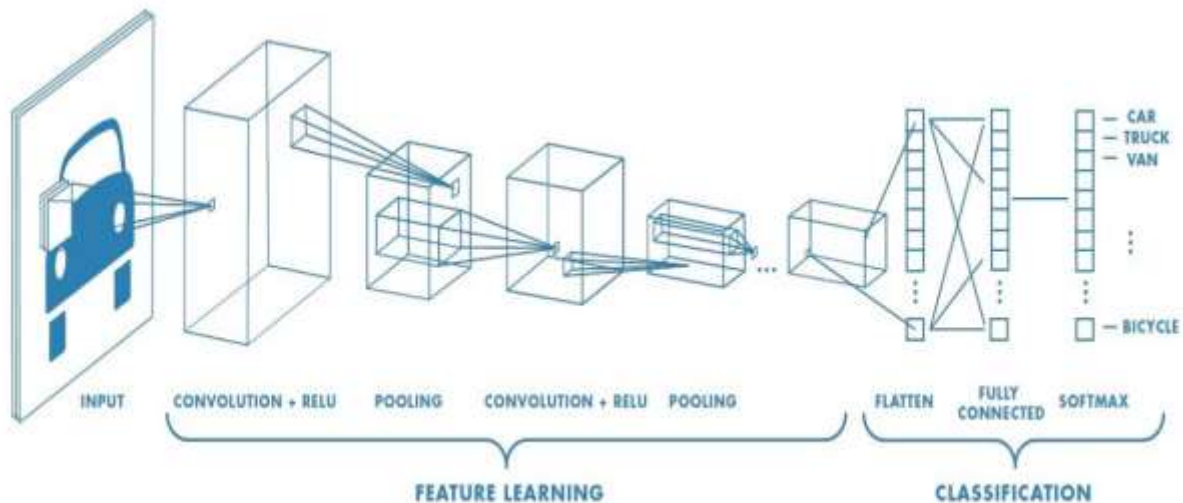 CAR
TRUCK
VAN
BICYCLE
INPUT
CONVOLUTION + RELU
POOLING
CONVOLUTION + RELU
POOLING
FLATTEN
FULLY
CONNECTED
SOFTMAX
FEATURE LEARNING
CLASSIFICATION